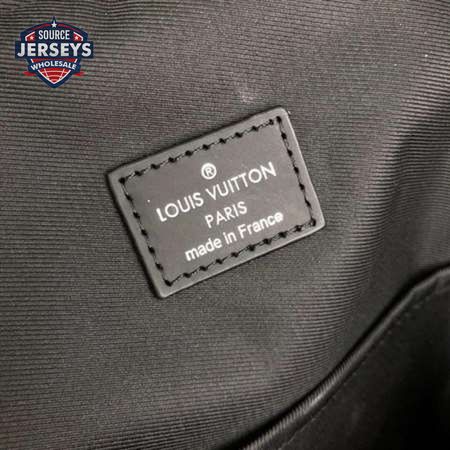 SOURCE
JERSEYS
WHOLESALE
®
LOUIS VUITTON
PARIS
made in France